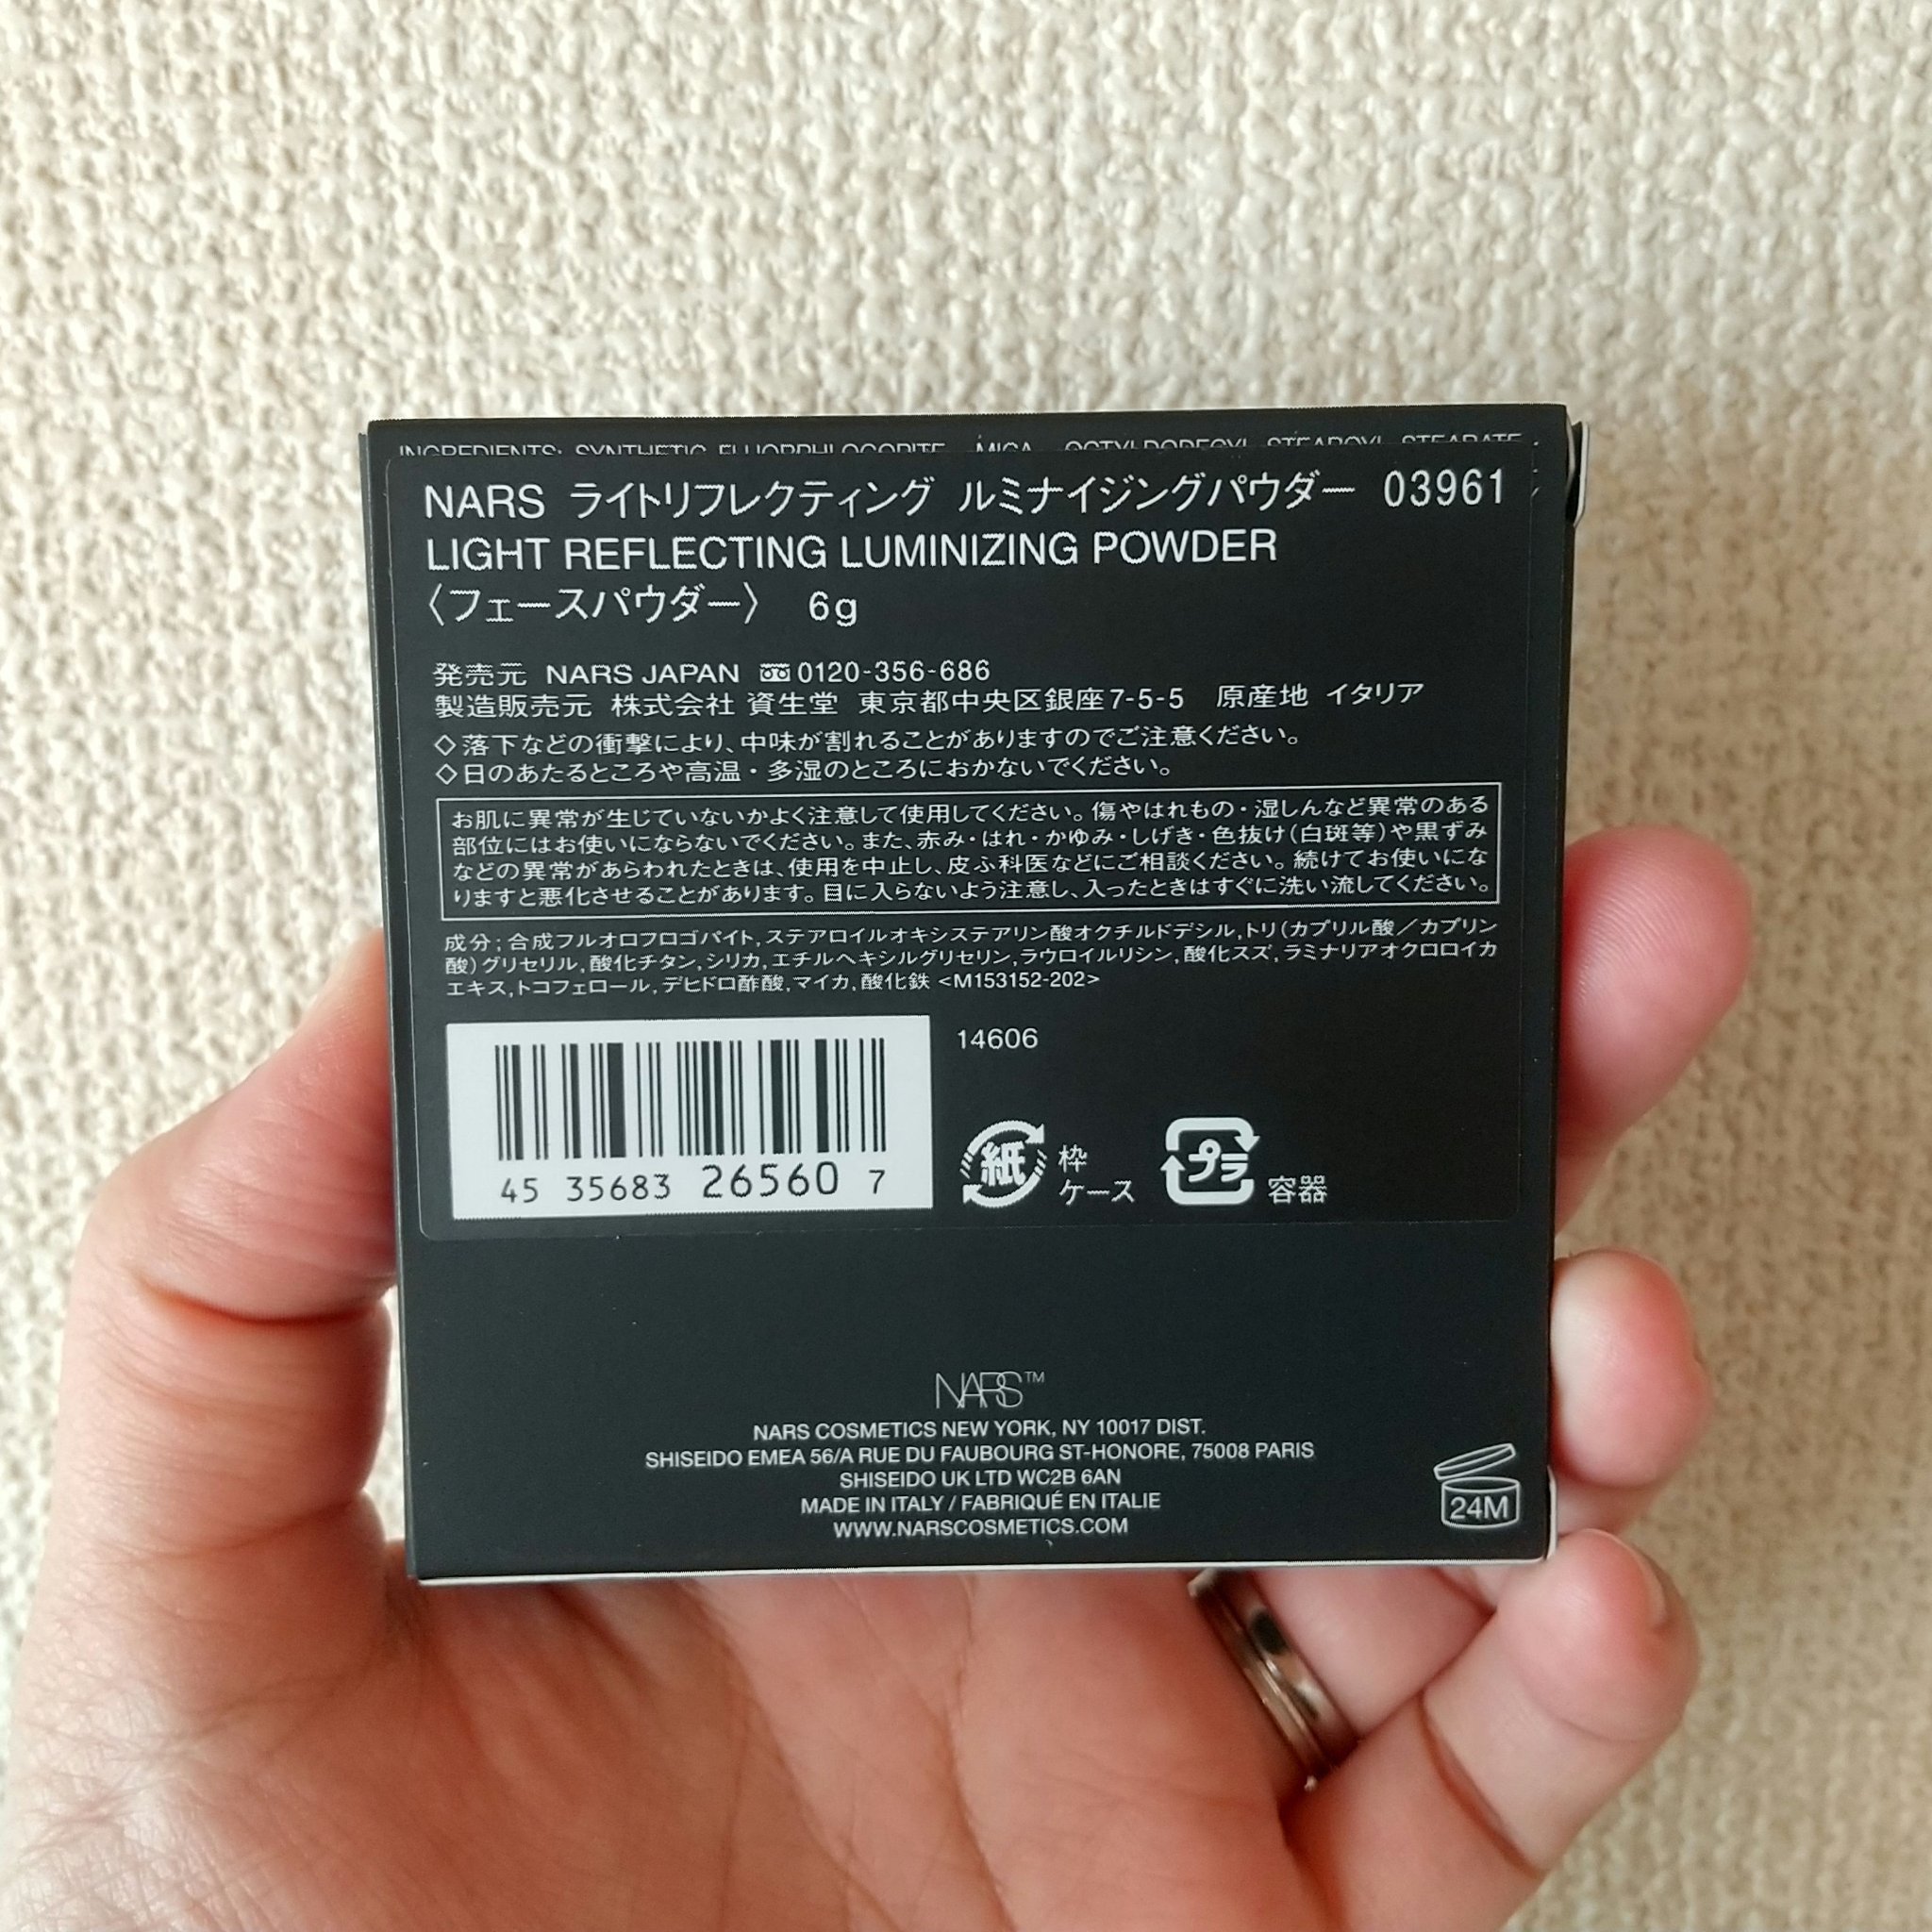 INGREDIENTS: SYNTHETIC FLUORPHLOGOPITE, MICA, OCTYLDODECYL STEAROYL STEARATE,
NARS ライトリフレクティング ルミナイジングパウダー 03961
LIGHT REFLECTING LUMINIZING POWDER
〈フェースパウダー〉 6g
発売元 NARS JAPAN 0120-356-686
製造販売元 株式会社 資生堂 東京都中央区銀座7-5-5 原産地 イタリア
◇落下などの衝撃により、中味が割れることがありますのでご注意ください。
◇日のあたるところや高温・多湿のところにおかないでください。
お肌に異常が生じていないかよく注意して使用してください。傷やはれもの・湿しんなど異常のある
部位にはお使いにならないでください。また、赤み・はれ・かゆみ・しげき・色抜け(白斑等)や黒ずみ
などの異常があらわれたときは、使用を中止し、皮ふ科医などにご相談ください。続けてお使いにな
りますと悪化させることがあります。目に入らないよう注意し、入ったときはすぐに洗い流してください。
成分;合成フルオロフロゴパイト,ステアロイルオキシステアリン酸オクチルドデシル,トリ(カプリル酸/カプリン
酸)グリセリル,酸化チタン,シリカ,エチルヘキシルグリセリン,ラウロイルリシン,酸化スズ,ラミナリアオクロロイカ
エキス,トコフェロール,デヒドロ酢酸,マイカ,酸化鉄 <M153152-202>
14606
45 35683 26560 7
紙 枠 ケース
プラ 容器
NARS™
NARS COSMETICS NEW YORK, NY 10017 DIST.
SHISEIDO EMEA 56/A RUE DU FAUBOURG ST-HONORE, 75008 PARIS
SHISEIDO UK LTD WC2B 6AN
MADE IN ITALY / FABRIQUÉ EN ITALIE
WWW.NARSCOSMETICS.COM
24M